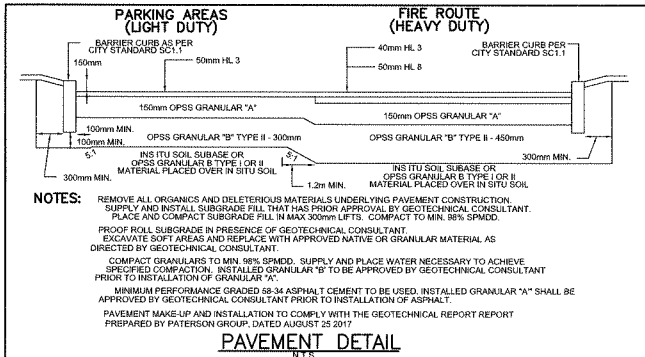 PARKING AREAS
(LIGHT DUTY)
FIRE ROUTE
(HEAVY DUTY)
BARRIER CURB AS PER
CITY STANDARD SC1.1
150mm
50mm HL 3
40mm HL 3
50mm HL 8
BARRIER CURB PER
CITY STANDARD SC1.1
150mm OPSS GRANULAR "A"
150mm OPSS GRANULAR "A"
100mm MIN.
100mm MIN.
OPSS GRANULAR "B" TYPE II - 300mm
OPSS GRANULAR "B" TYPE II - 450mm
5:1
300mm MIN.
INS ITU SOIL SUBASE OR
OPSS GRANULAR B TYPE I OR II
MATERIAL PLACED OVER IN SITU SOIL
5:1
1.2m MIN.
INS ITU SOIL SUBASE OR
OPSS GRANULAR B TYPE I OR II
MATERIAL PLACED OVER IN SITU SOIL
300mm MIN.
NOTES:
REMOVE ALL ORGANICS AND DELETERIOUS MATERIALS UNDERLYING PAVEMENT CONSTRUCTION.
SUPPLY AND INSTALL SUBGRADE FILL THAT HAS PRIOR APPROVAL BY GEOTECHNICAL CONSULTANT.
PLACE AND COMPACT SUBGRADE FILL IN MAX 300mm LIFTS. COMPACT TO MIN. 98% SPMDD.
PROOF ROLL SUBGRADE IN PRESENCE OF GEOTECHNICAL CONSULTANT.
EXCAVATE SOFT AREAS AND REPLACE WITH APPROVED NATIVE OR GRANULAR MATERIAL AS
DIRECTED BY GEOTECHNICAL CONSULTANT.
COMPACT GRANULARS TO MIN. 98% SPMDD. SUPPLY AND PLACE WATER NECESSARY TO ACHIEVE
SPECIFIED COMPACTION. INSTALLED GRANULAR "B" TO BE APPROVED BY GEOTECHNICAL CONSULTANT
PRIOR TO INSTALLATION OF GRANULAR "A".
MINIMUM PERFORMANCE GRADED 58-34 ASPHALT CEMENT TO BE USED. INSTALLED GRANULAR "A" SHALL BE
APPROVED BY GEOTECHNICAL CONSULTANT PRIOR TO INSTALLATION OF ASPHALT.
PAVEMENT MAKE-UP AND INSTALLATION TO COMPLY WITH THE GEOTECHNICAL REPORT REPORT
PREPARED BY PATERSON GROUP, DATED AUGUST 25 2017
PAVEMENT DETAIL
N.T.S.